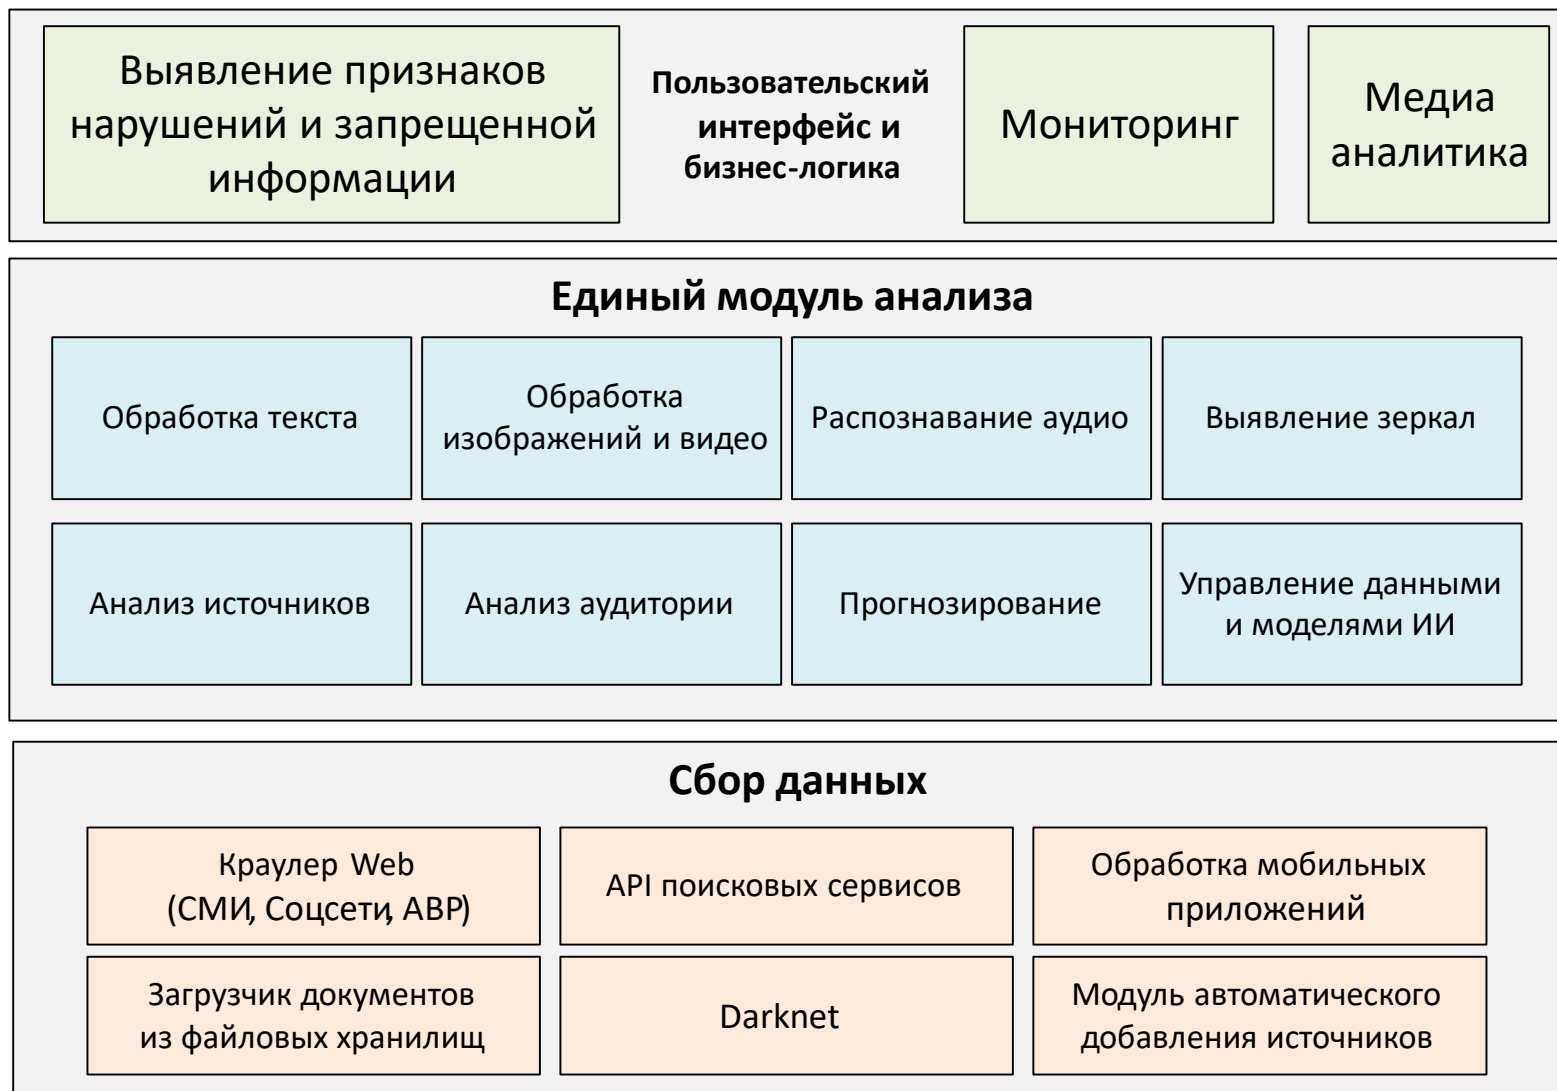 Выявление признаков
нарушений и запрещенной
информации
Пользовательский
интерфейс и
бизнес-логика
Мониторинг
Медиа
аналитика
Единый модуль анализа
Обработка текста
Обработка
изображений и видео
Распознавание аудио
Выявление зеркал
Анализ источников
Анализ аудитории
Прогнозирование
Управление данными
и моделями ИИ
Сбор данных
Краулер Web
(СМИ, Соцсети, АВР)
API поисковых сервисов
Обработка мобильных
приложений
Загрузчик документов
из файловых хранилищ
Darknet
Модуль автоматического
добавления источников